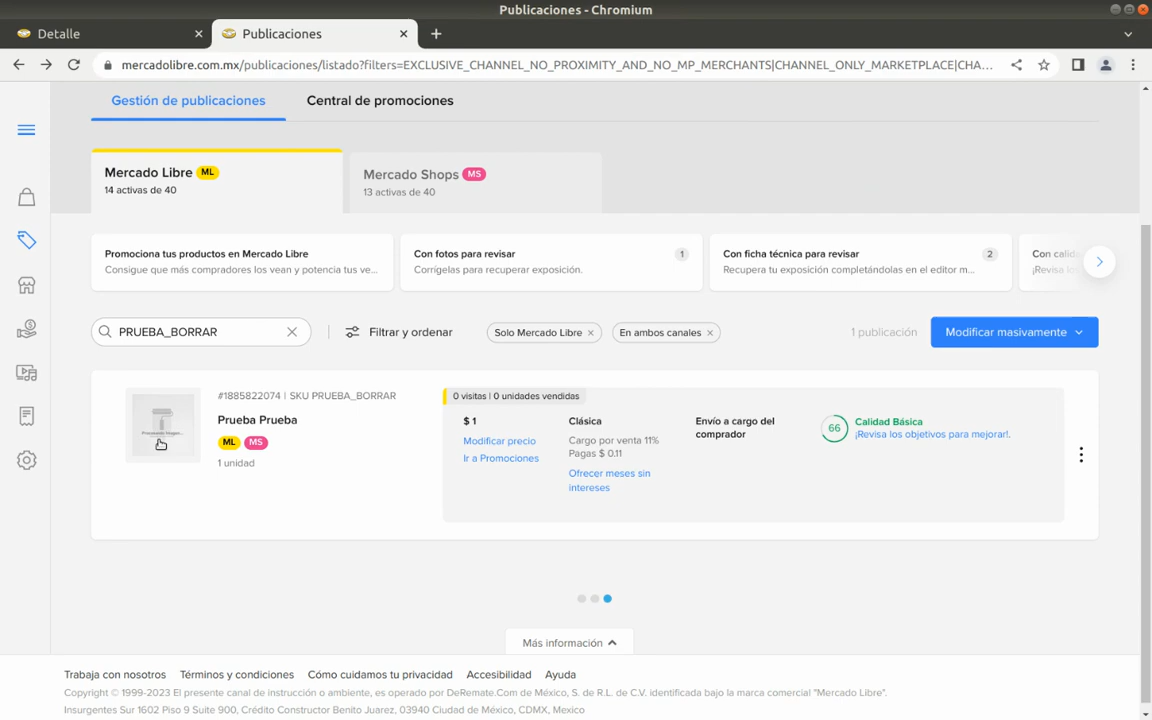 Publicaciones - Chromium
Detalle
Publicaciones
mercadolibre.com.mx/publicaciones/listado?filters=EXCLUSIVE_CHANNEL_NO_PROXIMITY_AND_NO_MP_MERCHANTS|CHANNEL_ONLY_MARKETPLACE|CHA...
Gestión de publicaciones
Central de promociones
Mercado Libre ML
14 activas de 40
Mercado Shops MS
13 activas de 40
Promociona tus productos en Mercado Libre
Consigue que más compradores los vean y potencia tus ve...
Con fotos para revisar 1
Corrígelas para recuperar exposición.
Con ficha técnica para revisar 2
Recupera tu exposición completándolas en el editor m...
Con calid
¡Revisa los
PRUEBA_BORRAR
Filtrar y ordenar
Solo Mercado Libre
En ambos canales
1 publicación
Modificar masivamente
Procesando imagen...
#1885822074 | SKU PRUEBA_BORRAR
Prueba Prueba
ML MS
1 unidad
0 visitas | 0 unidades vendidas
$ 1
Modificar precio
Ir a Promociones
Clásica
Cargo por venta 11%
Pagas $ 0.11
Ofrecer meses sin
intereses
Envío a cargo del
comprador
66
Calidad Básica
¡Revisa los objetivos para mejorar!.
Más información
Trabaja con nosotros Términos y condiciones Cómo cuidamos tu privacidad Accesibilidad Ayuda
Copyright © 1999-2023 El presente canal de instrucción o ambiente, es operado por DeRemate.Com de México, S. de R.L. de C.V. identificada bajo la marca comercial "Mercado Libre".
Insurgentes Sur 1602 Piso 9 Suite 900, Crédito Constructor Benito Juarez, 03940 Ciudad de México, CDMX, Mexico